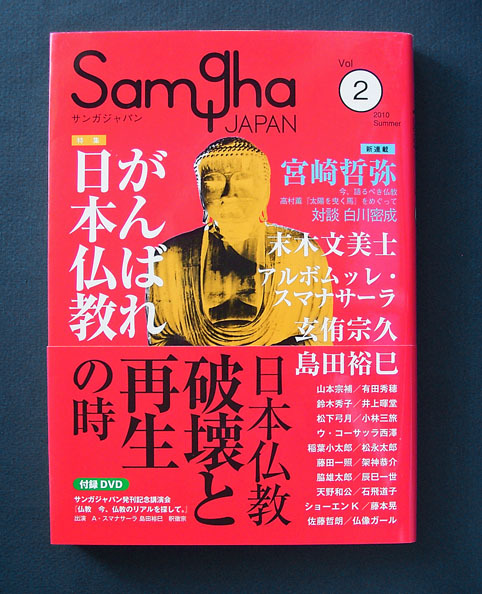 Samgha
JAPAN
サンガジャパン
Vol
2
2010
Summer
特集
がんばれ
日本仏教
新連載
宮崎哲弥
今、語るべき仏教
高村薫『太陽を曳く馬』をめぐって
対談 白川密成
末木文美士
アルボムッレ・
スマナサーラ
玄侑宗久
島田裕巳
日本仏教
破壊と
再生
の時
山本宗補／有田秀穂
鈴木秀子／井上暉堂
松下弓月／小林三旅
ウ・コーサッラ西澤
稲葉小太郎／松永太郎
藤田一照／架神恭介
脇雄太郎／辰巳一世
天野和公／石飛道子
ショーエンK／藤本晃
佐藤哲朗／仏像ガール
付録DVD
サンガジャパン発刊記念講演会
「仏教 今、仏教のリアルを探して。」
出演 A・スマナサーラ 島田裕巳 釈徹宗